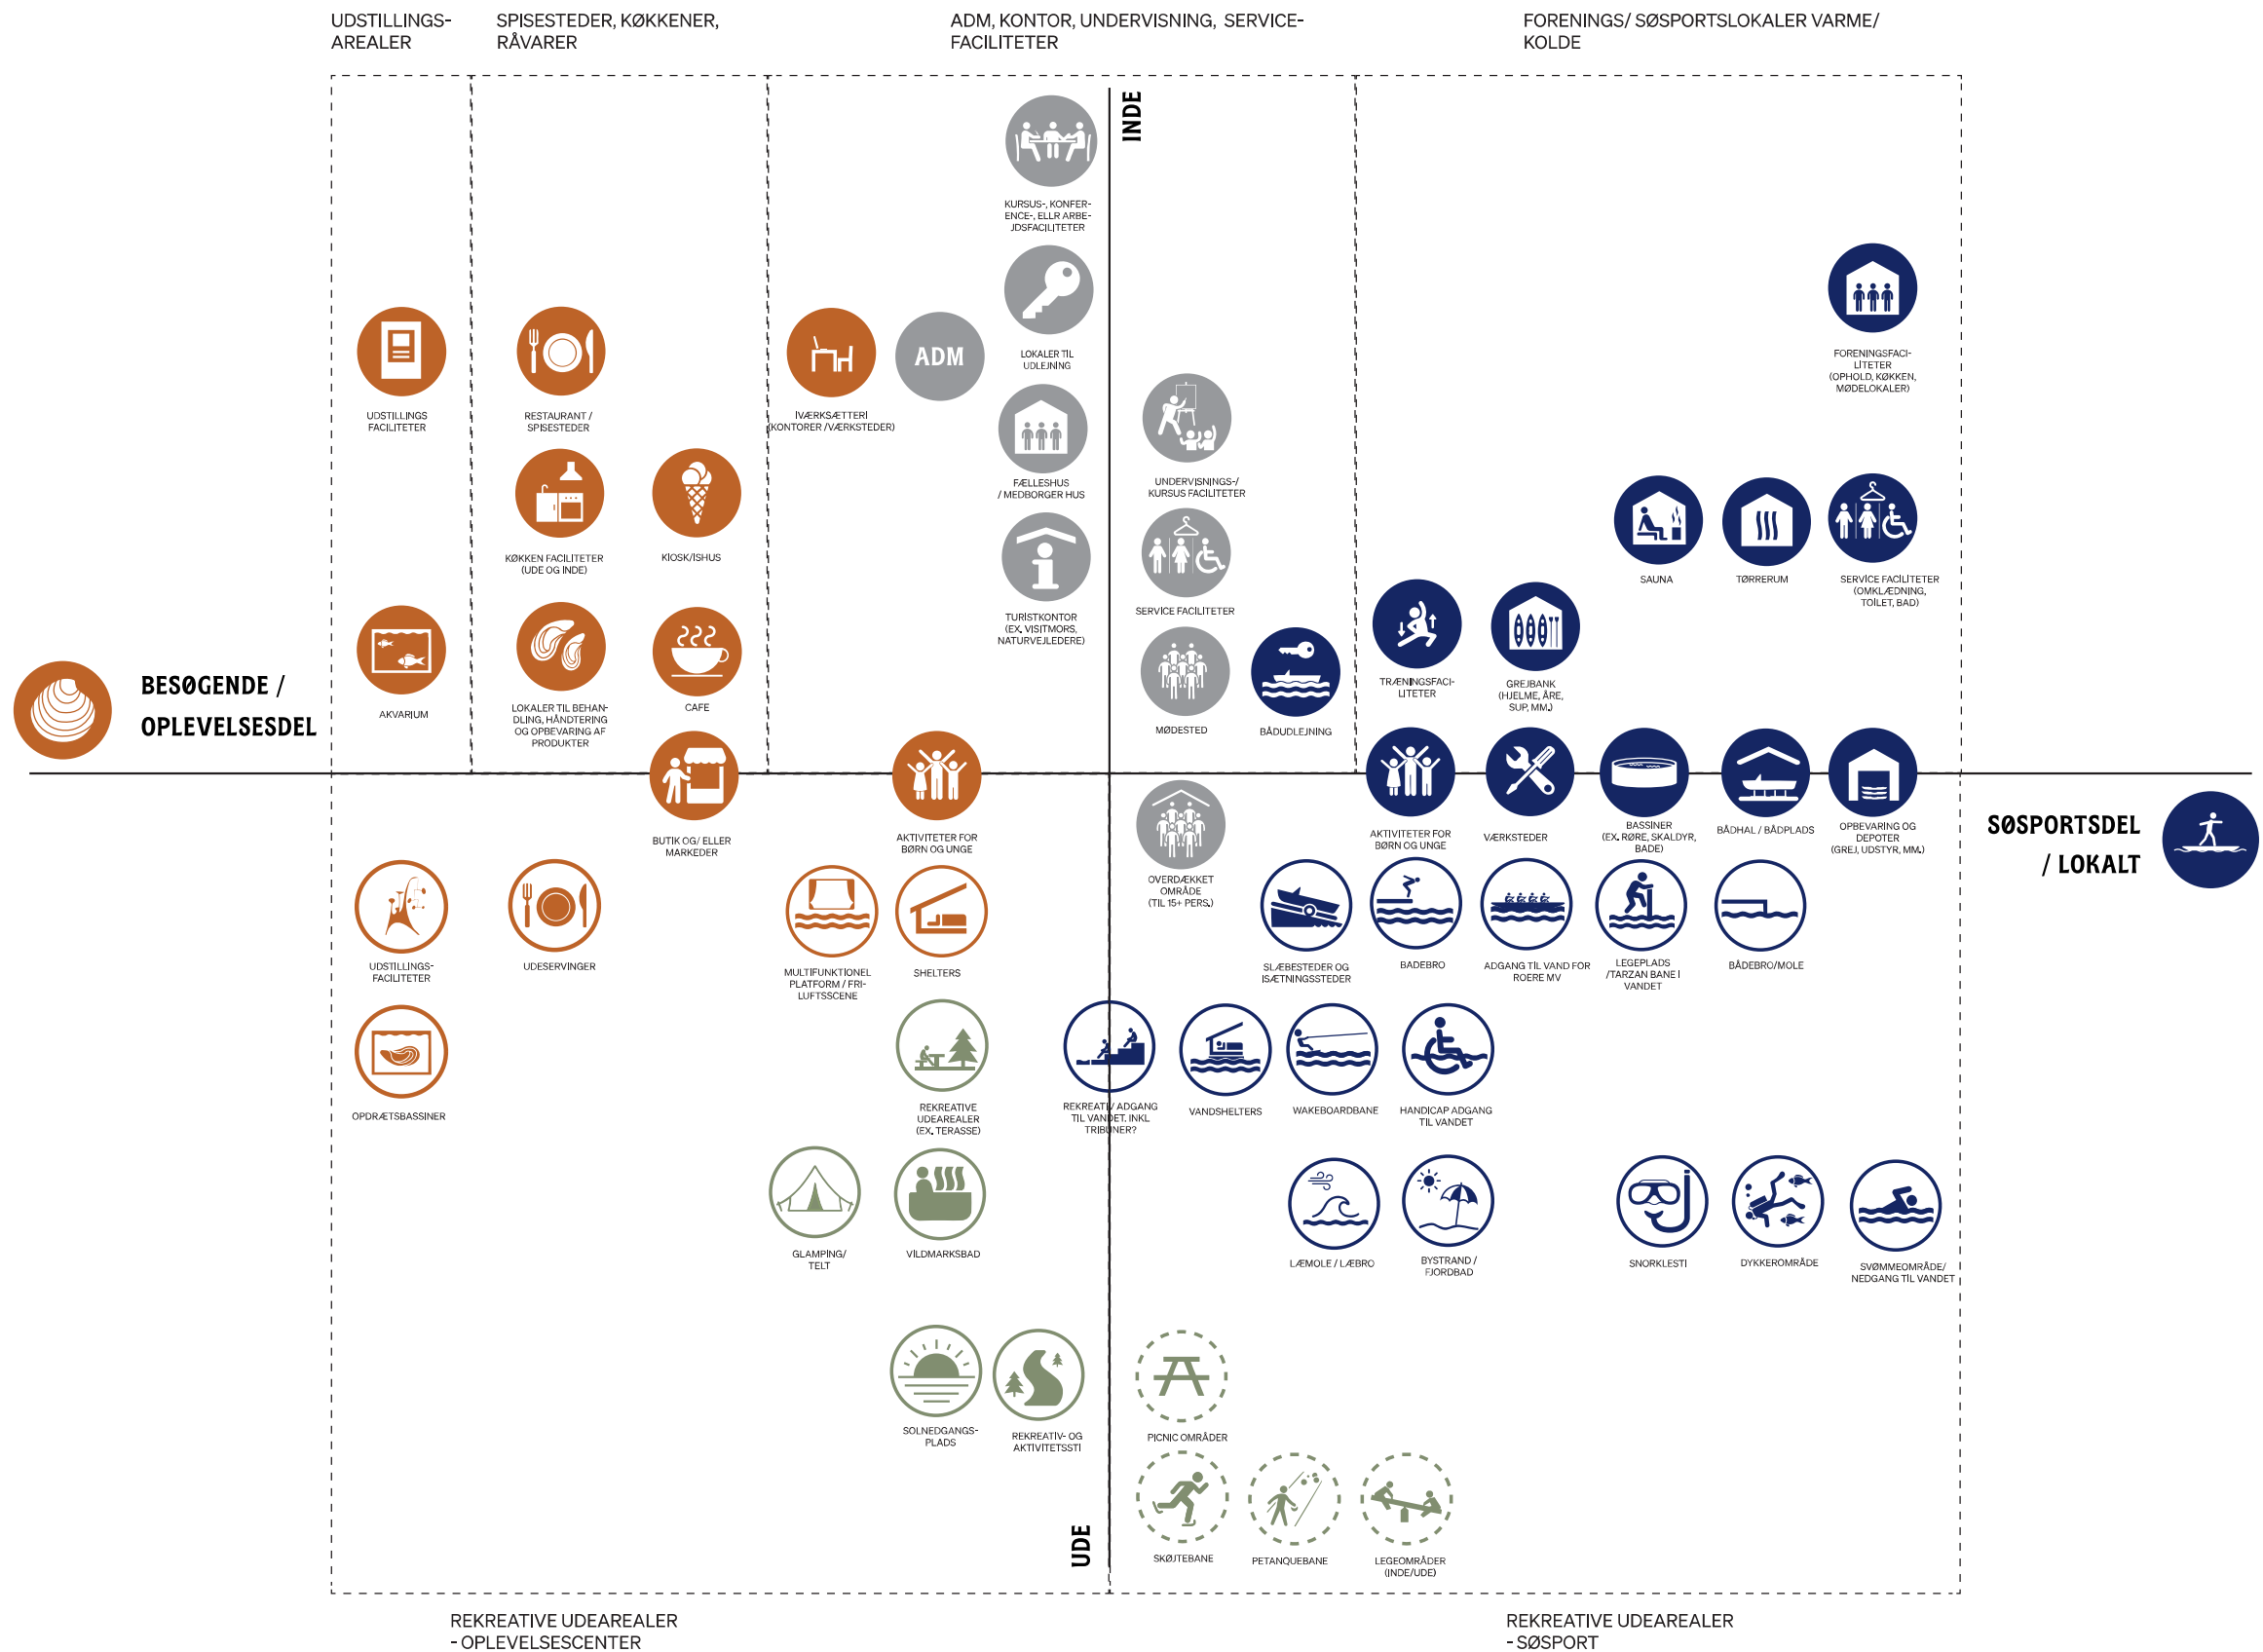 UDSTILLINGS-
AREALER
SPISESTEDER, KØKKENER,
RÅVARER
ADM, KONTOR, UNDERVISNING, SERVICE-
FACILITETER
FORENINGS/ SØSPORTSLOKALER VARME/
KOLDE
INDE
KURSUS-, KONFER-
ENCE-, ELLR ARBE-
JDSFACILITETER
LOKALER TIL
UDLEJNING
ADM
FORENINGSFACI-
LITETER
(OPHOLD, KØKKEN,
MØDELOKALER)
UDSTILLINGS
FACILITETER
RESTAURANT /
SPISESTEDER
IVÆRKSÆTTERI
(KONTORER /VÆRKSTEDER)
FÆLLESHUS
/ MEDBORGER HUS
UNDERVISNINGS-/
KURSUS FACILITETER
KØKKEN FACILITETER
(UDE OG INDE)
KIOSK/ISHUS
SAUNA
TØRRERUM
SERVICE FACILITETER
(OMKLÆDNING,
TOILET, BAD)
TURISTKONTOR
(EX. VISITMORS,
NATURVEJLEDERE)
SERVICE FACILITETER
BESØGENDE /
OPLEVELSESDEL
AKVARIUM
LOKALER TIL BEHAN-
DLING, HÅNDTERING
OG OPBEVARING AF
PRODUKTER
CAFE
MØDESTED
BÅDUDLEJNING
TRÆNINGSFACI-
LITETER
GREJBANK
(HJELME, ÅRE,
SUP, MM.)
BUTIK OG/ ELLER
MARKEDER
AKTIVITETER FOR
BØRN OG UNGE
OVERDÆKKET
OMRÅDE
(TIL 15+ PERS.)
AKTIVITETER FOR
BØRN OG UNGE
VÆRKSTEDER
BASSINER
(EX. RØRE, SKALDYR,
BADE)
BÅDHAL / BÅDPLADS
OPBEVARING OG
DEPOTER
(GREJ, UDSTYR, MM.)
SØSPORTSDEL
/ LOKALT
UDSTILLINGS-
FACILITETER
UDESERVINGER
MULTIFUNKTIONEL
PLATFORM / FRI-
LUFTSSCENE
SHELTERS
SLÆBESTEDER OG
ISÆTNINGSSTEDER
BADEBRO
ADGANG TIL VAND FOR
ROERE MV
LEGEPLADS
/TARZAN BANE I
VANDET
BÅDEBRO/MOLE
OPDRÆTSBASSINER
REKREATIVE
UDEAREALER
(EX. TERASSE)
REKREATIV ADGANG
TIL VANDET. INKL
TRIBUNER?
VANDSHELTERS
WAKEBOARDBANE
HANDICAP ADGANG
TIL VANDET
GLAMPING/
TELT
VILDMARKSBAD
LÆMOLE / LÆBRO
BYSTRAND /
FJORDBAD
SNORKLESTI
DYKKEROMRÅDE
SVØMMEOMRÅDE/
NEDGANG TIL VANDET
SOLNEDGANGS-
PLADS
REKREATIV- OG
AKTIVITETSSTI
PICNIC OMRÅDER
UDE
SKØJTEBANE
PETANQUEBANE
LEGEOMRÅDER
(INDE/UDE)
REKREATIVE UDEAREALER
- OPLEVELSESCENTER
REKREATIVE UDEAREALER
- SØSPORT